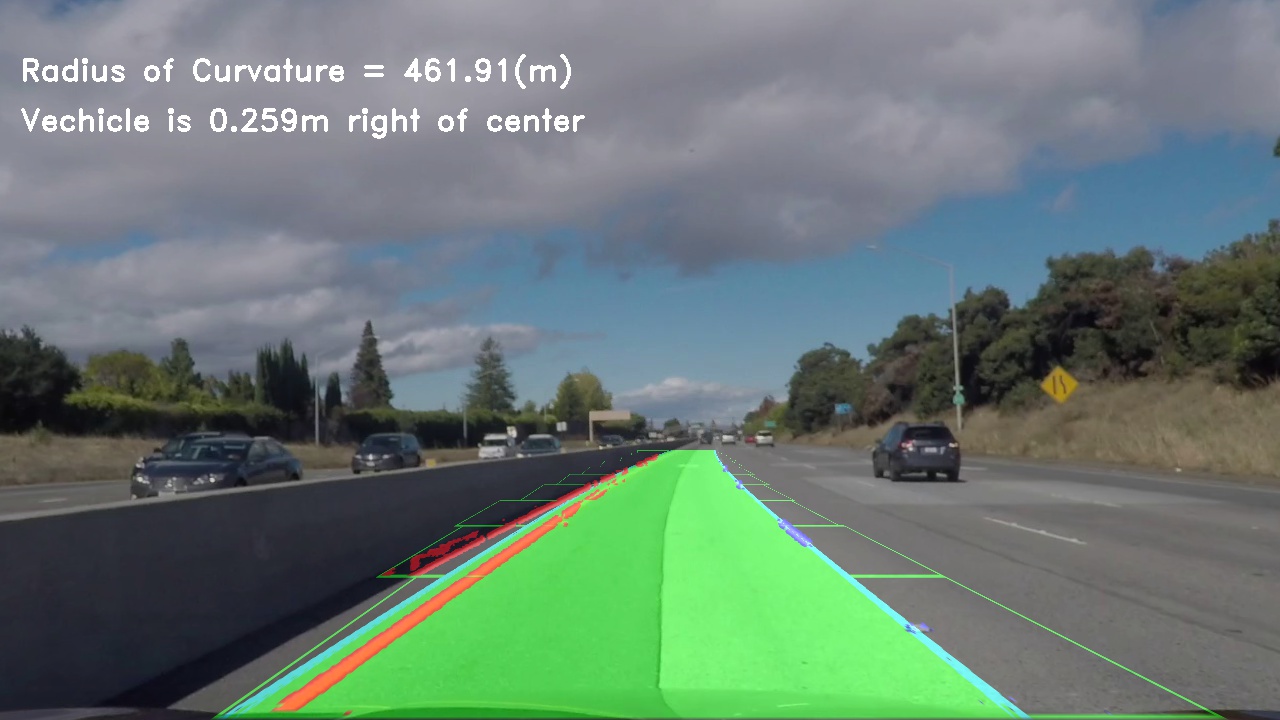 Radius of Curvature = 461.91(m)
Vechicle is 0.259m right of center